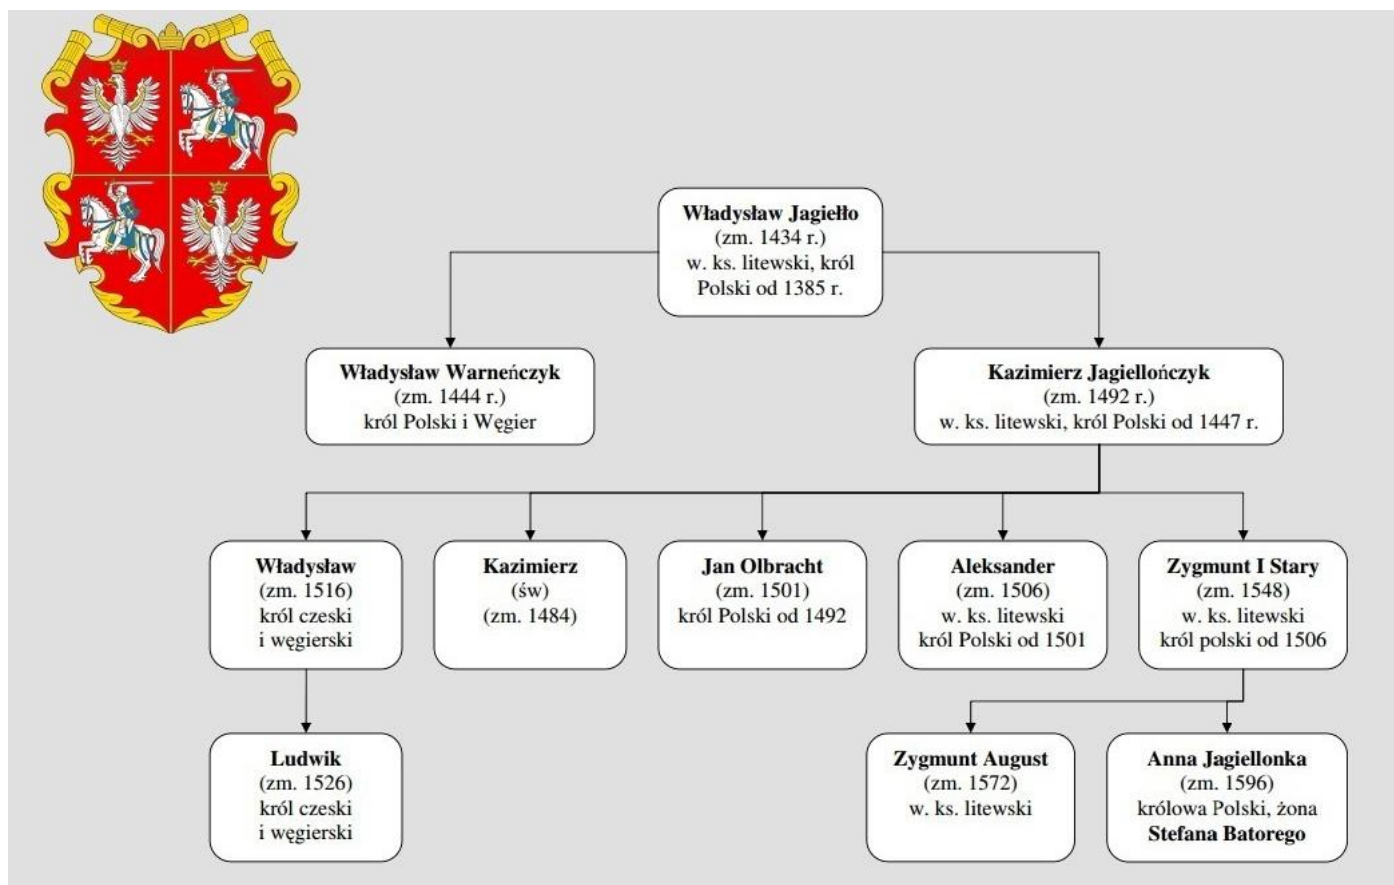 Władysław Jagiełło
(zm. 1434 r.)
w. ks. litewski, król
Polski od 1385 r.
Władysław Warneńczyk
(zm. 1444 r.)
król Polski i Węgier
Kazimierz Jagiellończyk
(zm. 1492 r.)
w. ks. litewski, król Polski od 1447 r.
Władysław
(zm. 1516)
król czeski
i węgierski
Kazimierz
(św)
(zm. 1484)
Jan Olbracht
(zm. 1501)
król Polski od 1492
Aleksander
(zm. 1506)
w. ks. litewski
król Polski od 1501
Zygmunt I Stary
(zm. 1548)
w. ks. litewski
król polski od 1506
Ludwik
(zm. 1526)
król czeski
i węgierski
Zygmunt August
(zm. 1572)
w. ks. litewski
Anna Jagiellonka
(zm. 1596)
królowa Polski, żona
Stefana Batorego